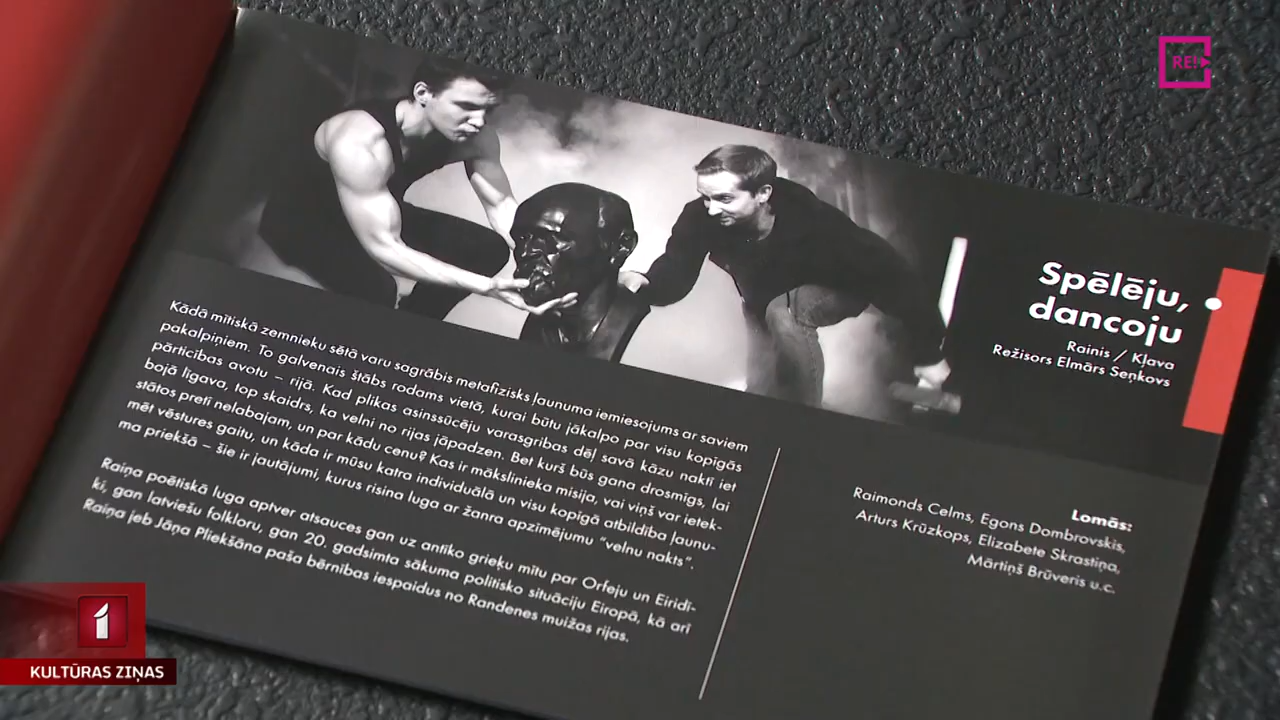 RE!
Spēlēju,
dancoju
Rainis / Kļava
Režisors Elmārs Seņkovs
Kādā mītiskā zemnieku sētā varu sagrābis metafizisks ļaunuma iemiesojums ar saviem
pakalpiņiem. To galvenais štābs rodams vietā, kurai būtu jākalpo par visu kopīgās
pārticības avotu – rijā. Kad plikas asinssūcēju varasgribas dēļ savā kāzu naktī iet
bojā līgava, top skaidrs, ka velni no rijas jāpadzen. Bet kurš būs gana drosmīgs, lai
stātos pretī nelabajam, un par kādu cenu? Kas ir mākslinieka misija, vai viņš var ietek-
mēt vēstures gaitu, un kāda ir mūsu katra individuālā un visu kopīgā atbildība ļaunu-
ma priekšā – šie ir jautājumi, kurus risina luga ar žanra apzīmējumu "velnu nakts".
Raiņa poētiskā luga aptver atsauces gan uz antīko grieķu mītu par Orfeju un Eiridī-
ki, gan latviešu folkloru, gan 20. gadsimta sākuma politisko situāciju Eiropā, kā arī
Raiņa jeb Jāņa Pliekšāna paša bērnības iespaidus no Randenes muižas rijas.
Lomās:
Raimonds Celms, Egons Dombrovskis,
Arturs Krūzkops, Elizabete Skrastiņa,
Mārtiņš Brūveris u.c.
1
KULTŪRAS ZIŅAS